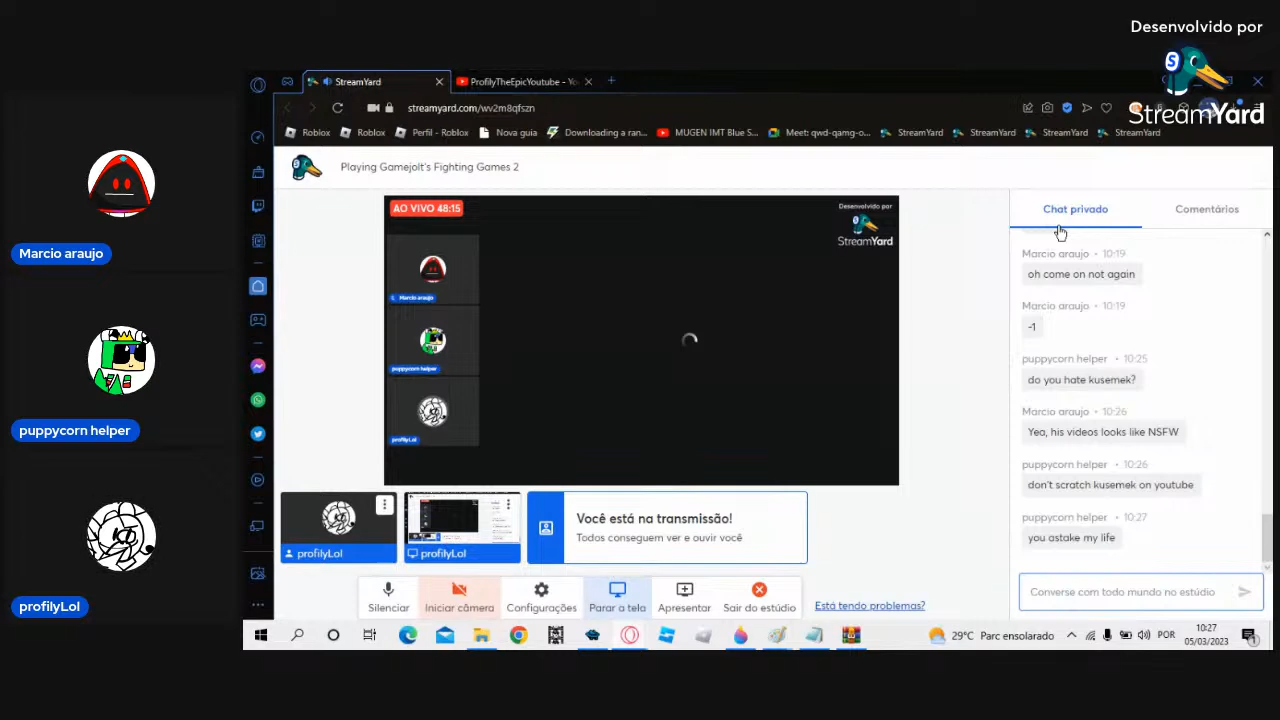 Desenvolvido por
StreamYard
StreamYard
ProfilyTheEpicYoutube - Yo
streamyard.com/wv2m8qfszn
Roblox
Roblox
Perfil - Roblox
Nova guia
Downloading a ran...
MUGEN IMT Blue S...
Meet: qwd-qamg-o...
StreamYard
StreamYard
StreamYard
StreamYard
Playing Gamejolt's Fighting Games 2
AO VIVO 48:15
Desenvolvido por
StreamYard
Marcio araujo
puppycorn helper
profilyLol
Marcio araujo
puppycorn helper
profilyLol
Chat privado
Comentários
Marcio araujo • 10:19
oh come on not again
Marcio araujo • 10:19
-1
puppycorn helper • 10:25
do you hate kusemek?
Marcio araujo • 10:26
Yea, his videos looks like NSFW
puppycorn helper • 10:26
don't scratch kusemek on youtube
puppycorn helper • 10:27
you astake my life
Converse com todo mundo no estúdio
profilyLol
profilyLol
Você está na transmissão!
Todos conseguem ver e ouvir você
Silenciar
Iniciar câmera
Configurações
Parar a tela
Apresentar
Sair do estúdio
Está tendo problemas?
29°C Parc ensolarado
POR
10:27
05/03/2023
1